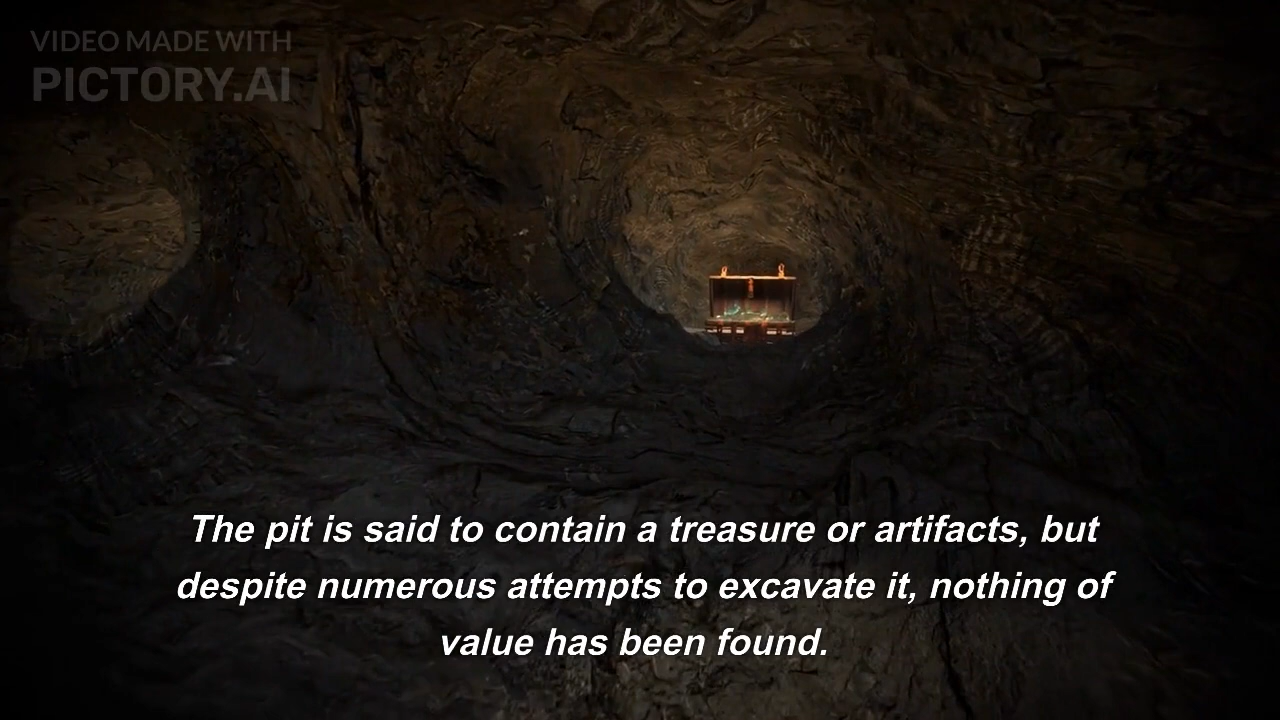 VIDEO MADE WITH
PICTORY.AI
The pit is said to contain a treasure or artifacts, but
despite numerous attempts to excavate it, nothing of
value has been found.